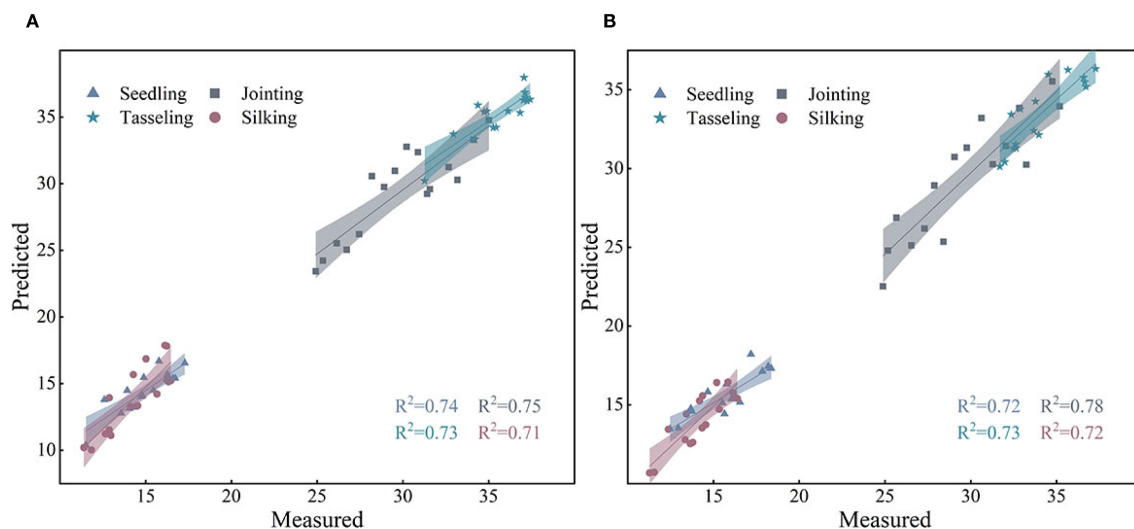 A
Seedling Jointing
Tasseling Silking
35
30
25
20
15
10
Predicted
R²=0.74 R²=0.75
R²=0.73 R²=0.71
15 20 25 30 35
Measured
B
Seedling Jointing
Tasseling Silking
35
30
25
20
15
Predicted
R²=0.72 R²=0.78
R²=0.73 R²=0.72
15 20 25 30 35
Measured